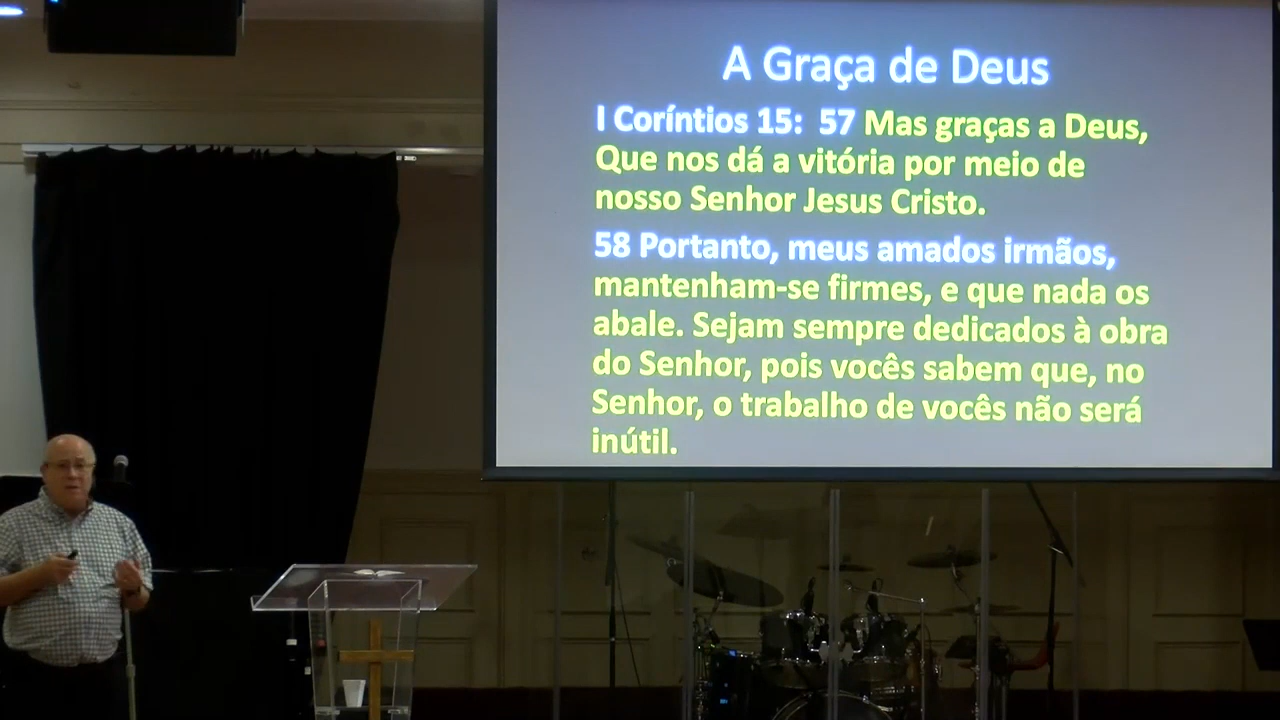 A Graça de Deus
I Coríntios 15: 57 Mas graças a Deus,
Que nos dá a vitória por meio de
nosso Senhor Jesus Cristo.
58 Portanto, meus amados irmãos,
mantenham-se firmes, e que nada os
abale. Sejam sempre dedicados à obra
do Senhor, pois vocês sabem que, no
Senhor, o trabalho de vocês não será
inútil.